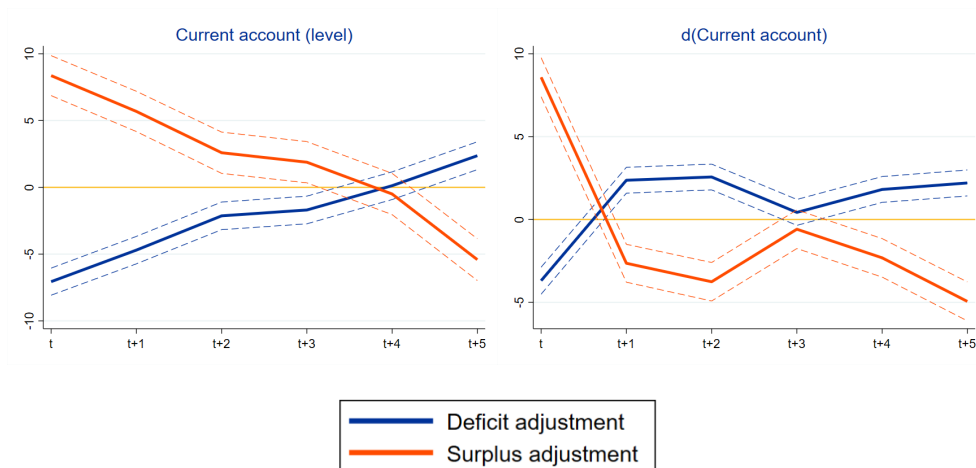 Current account (level)
10
5
0
-5
-10
t
t+1
t+2
t+3
t+4
t+5
d(Current account)
10
5
0
-5
t
t+1
t+2
t+3
t+4
t+5
Deficit adjustment
Surplus adjustment